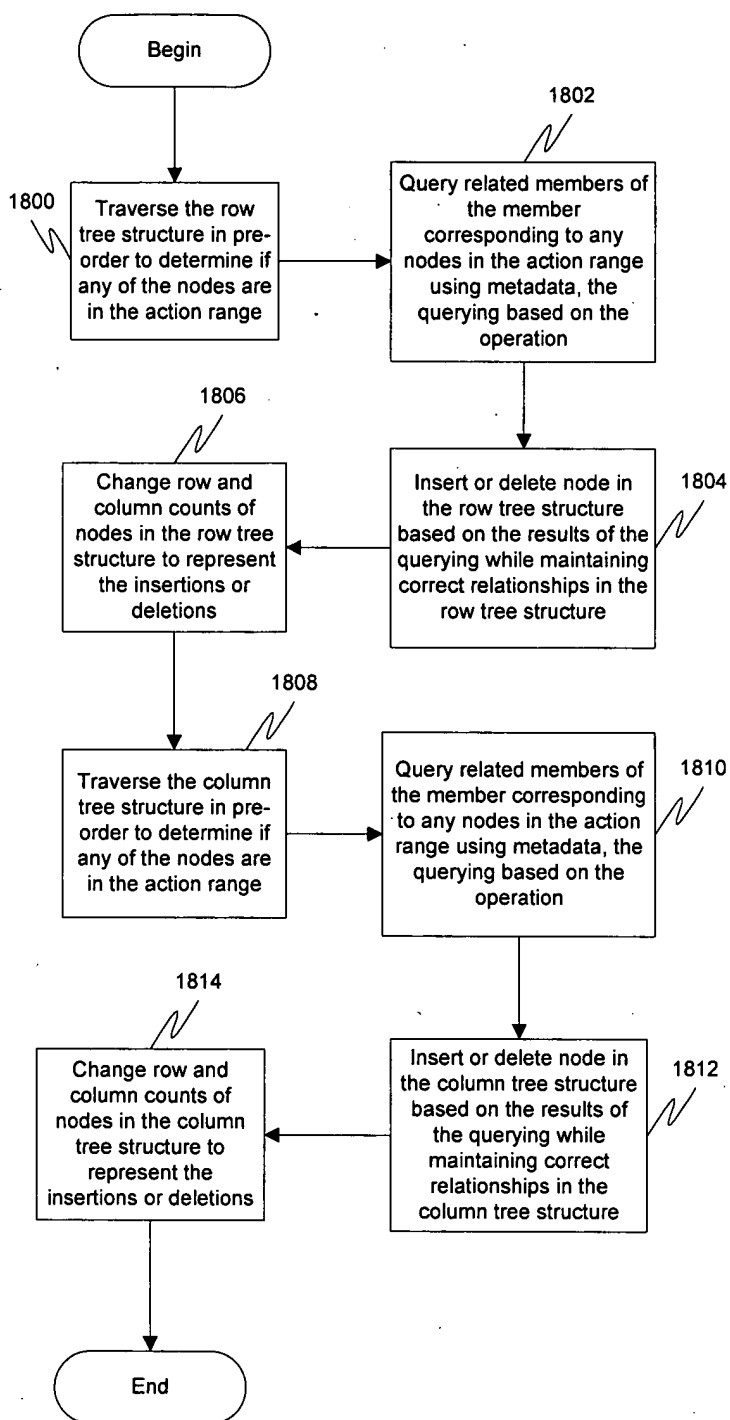 Begin
1800
Traverse the row
tree structure in pre-
order to determine if
any of the nodes are
in the action range
1802
Query related members of
the member
corresponding to any
nodes in the action range
using metadata, the
querying based on the
operation
1806
Change row and
column counts of
nodes in the row tree
structure to represent
the insertions or
deletions
1804
Insert or delete node in
the row tree structure
based on the results of the
querying while maintaining
correct relationships in the
row tree structure
1808
Traverse the column
tree structure in pre-
order to determine if
any of the nodes are
in the action range
1810
Query related members of
the member corresponding
to any nodes in the action
range using metadata, the
querying based on the
operation
1814
Change row and
column counts of
nodes in the column
tree structure to
represent the
insertions or deletions
1812
Insert or delete node in
the column tree structure
based on the results of
the querying while
maintaining correct
relationships in the
column tree structure
End